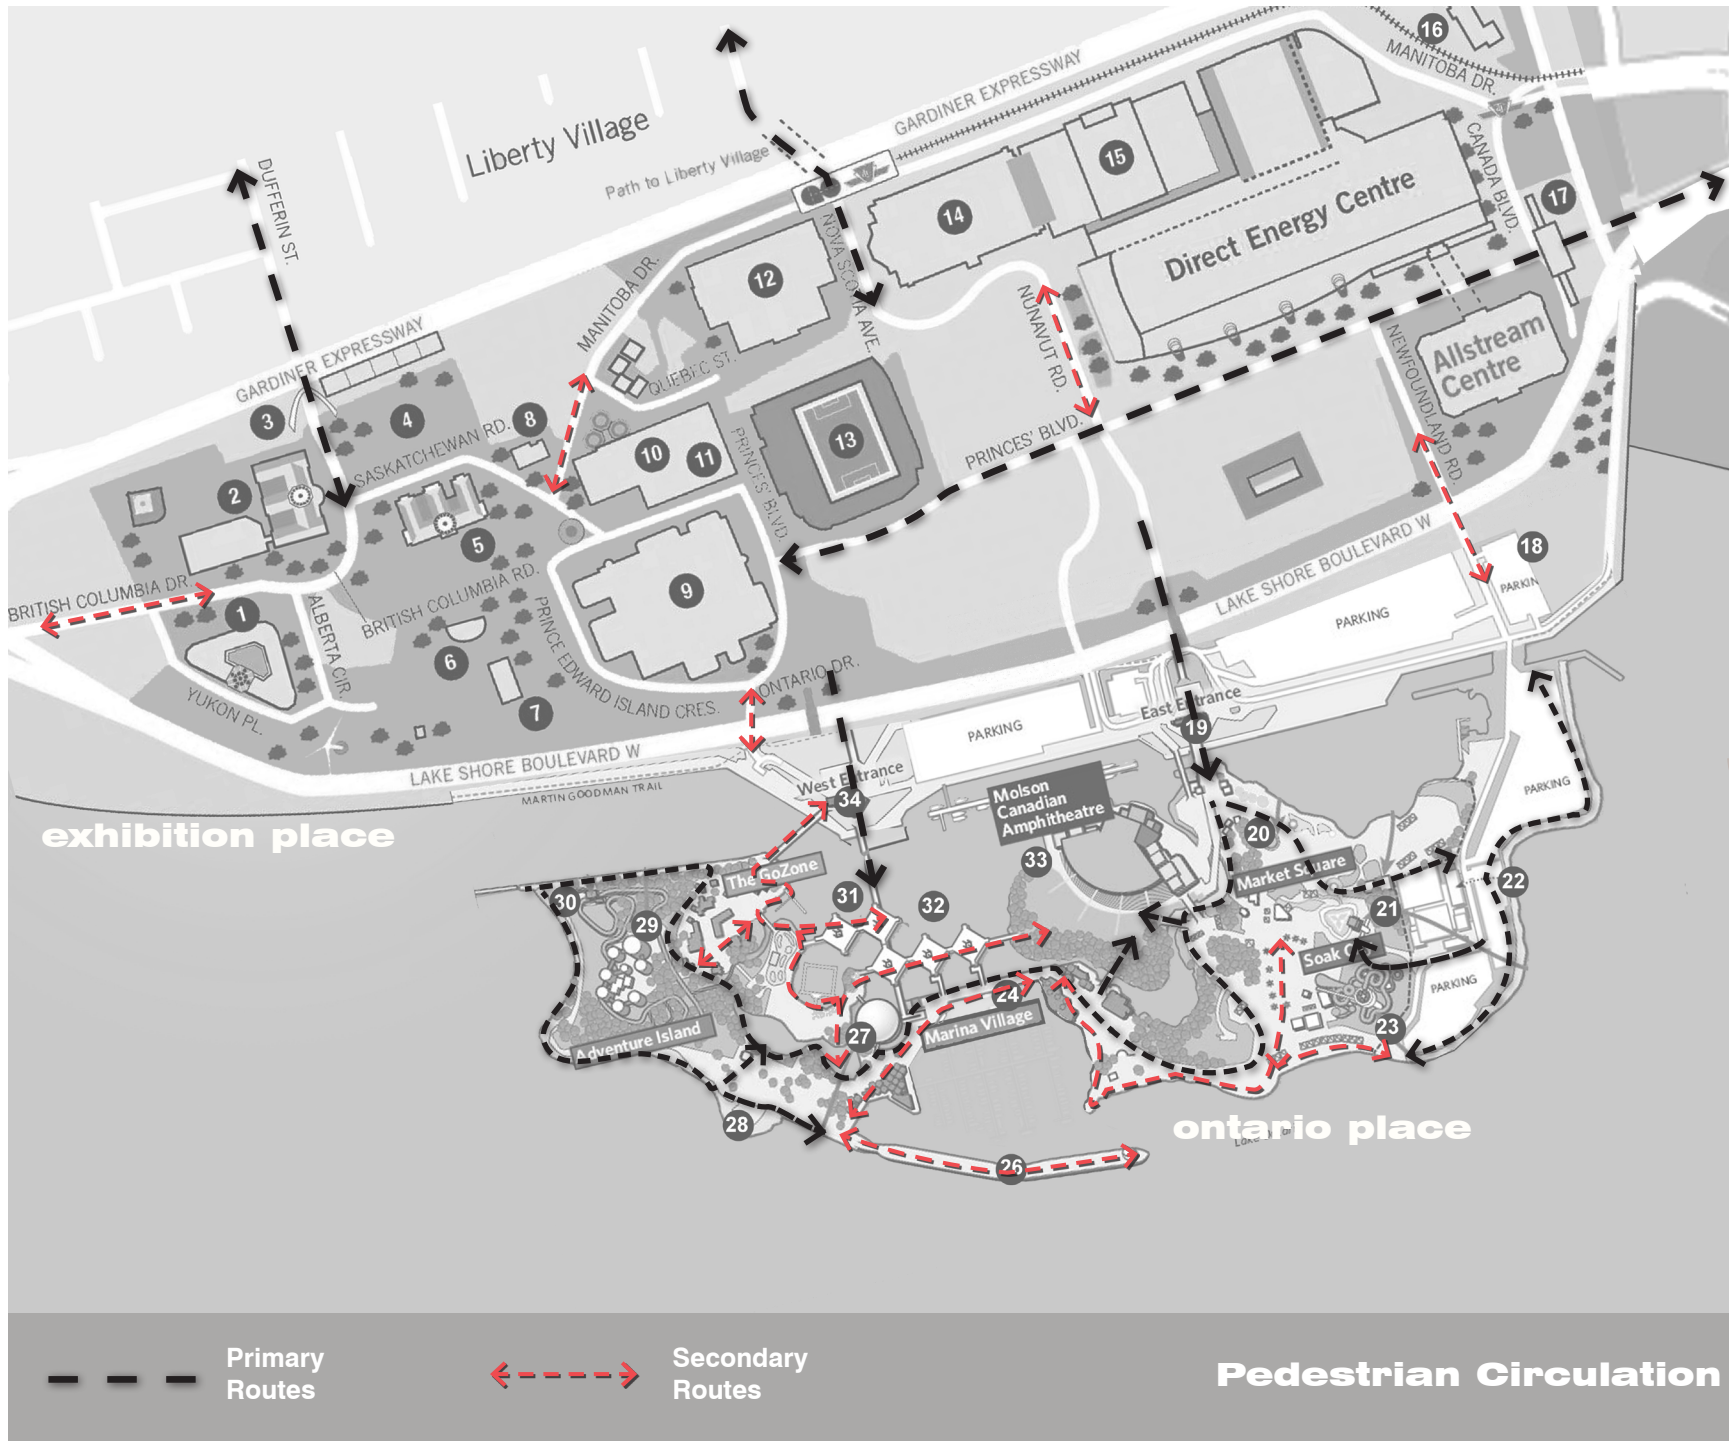 16
MANITOBA DR.
GARDINER EXPRESSWAY
Liberty Village
Path to Liberty Village
DUFFERIN ST.
15
CANADA BLVD.
17
14
Direct Energy Centre
NOVA SCOTIA AVE.
12
MANITOBA DR.
NUNAVUT RD.
QUEBEC ST.
GARDINER EXPRESSWAY
Allstream
Centre
NEWFOUNDLAND RD.
3
4
8
SASKATCHEWAN RD.
10
11
13
PRINCES' BLVD.
PRINCES' BLVD.
2
5
9
18
BRITISH COLUMBIA DR.
1
BRITISH COLUMBIA RD.
ALBERTA CIR.
LAKE SHORE BOULEVARD W
PARKING
PARKIN
6
7
PRINCE EDWARD ISLAND CRES.
ONTARIO DR.
YUKON PL.
East Entrance
19
PARKING
LAKE SHORE BOULEVARD W
MARTIN GOODMAN TRAIL
West Entrance
34
Molson
Canadian
Amphitheatre
PARKING
exhibition place
20
33
The GoZone
Market Square
22
30
29
31
32
21
Soak C
24
PARKING
Marina Village
27
23
Adventure Island
28
ontario place
26
Primary
Routes
Secondary
Routes
Pedestrian Circulation